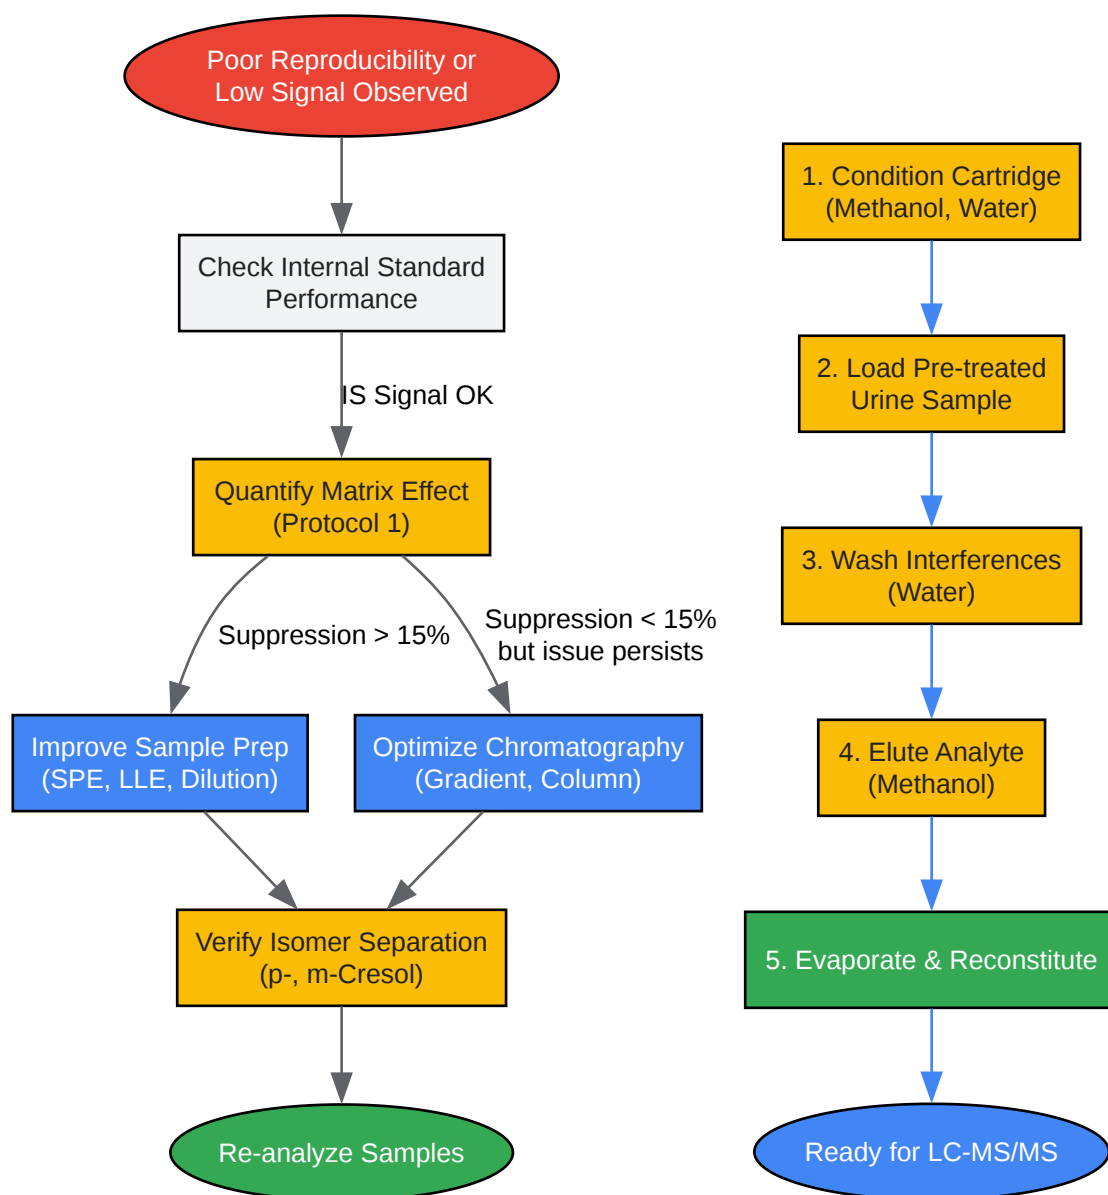 Poor Reproducibility or
Low Signal Observed
Check Internal Standard
Performance
IS Signal OK
Quantify Matrix Effect
(Protocol 1)
Suppression > 15%
Suppression < 15%
but issue persists
Improve Sample Prep
(SPE, LLE, Dilution)
Optimize Chromatography
(Gradient, Column)
Verify Isomer Separation
(p-, m-Cresol)
Re-analyze Samples
1. Condition Cartridge
(Methanol, Water)
2. Load Pre-treated
Urine Sample
3. Wash Interferences
(Water)
4. Elute Analyte
(Methanol)
5. Evaporate & Reconstitute
Ready for LC-MS/MS